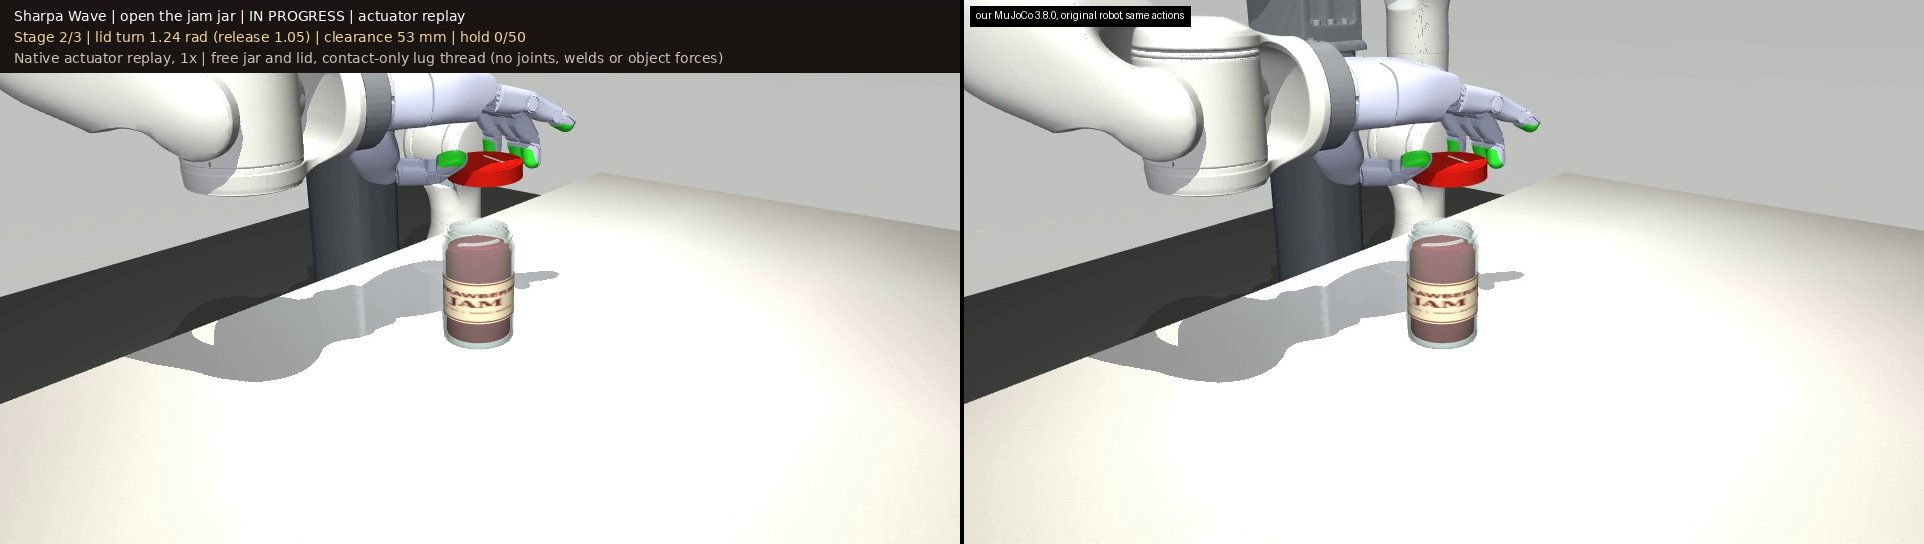 Sharpa Wave | open the jam jar | IN PROGRESS | actuator replay
Stage 2/3 | lid turn 1.24 rad (release 1.05) | clearance 53 mm | hold 0/50
Native actuator replay, 1x | free jar and lid, contact-only lug thread (no joints, welds or object forces)
our MuJoCo 3.8.0, original robot, same actions
RAWBER
JAM
RAWBER
JAM